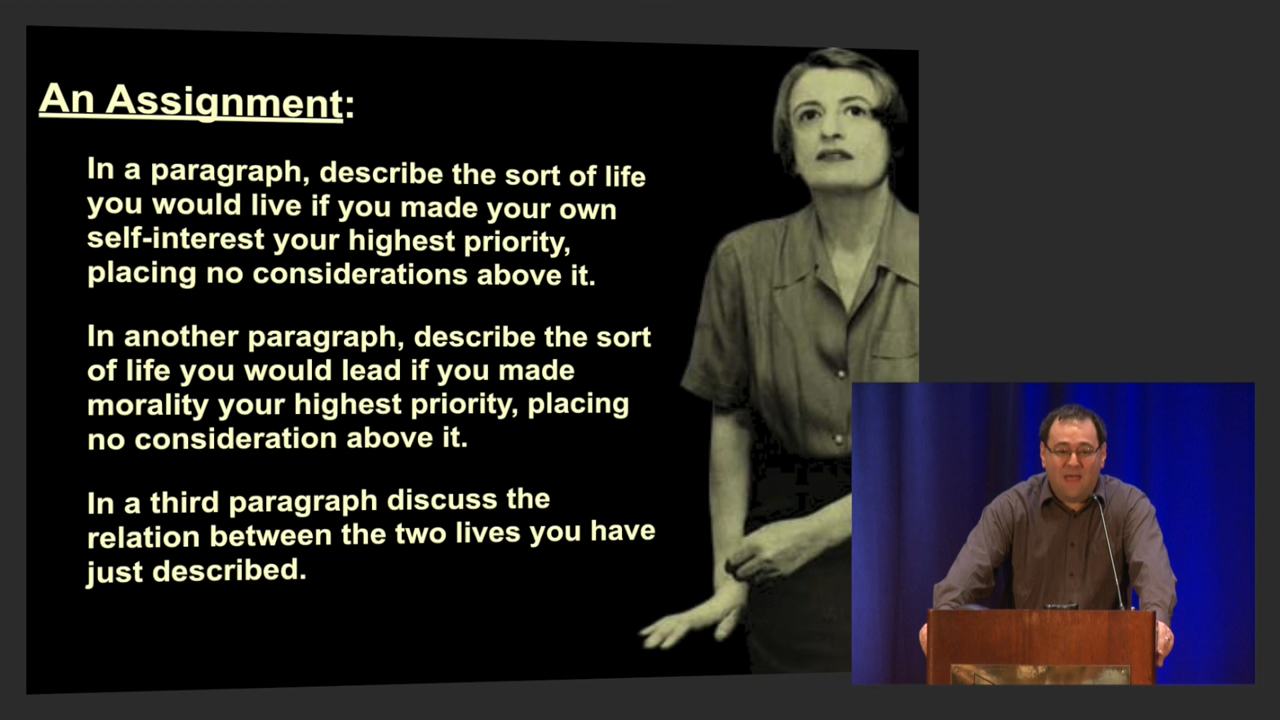 An Assignment:
In a paragraph, describe the sort of life
you would live if you made your own
self-interest your highest priority,
placing no considerations above it.
In another paragraph, describe the sort
of life you would lead if you made
morality your highest priority, placing
no consideration above it.
In a third paragraph discuss the
relation between the two lives you have
just described.